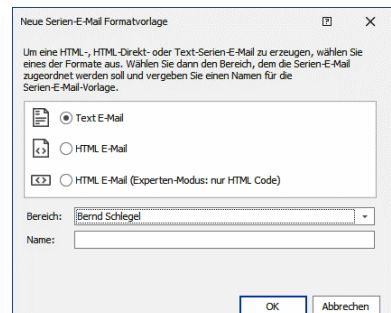 Neue Serien-E-Mail Formatvorlage
Um eine HTML-, HTML-Direkt- oder Text-Serien-E-Mail zu erzeugen, wählen Sie
eines der Formate aus. Wählen Sie dann den Bereich, dem die Serien-E-Mail
zugeordnet werden soll und vergeben Sie einen Namen für die
Serien-E-Mail-Vorlage.
Text E-Mail
HTML E-Mail
HTML E-Mail (Experten-Modus: nur HTML Code)
Bereich: Bernd Schlegel
Name:
OK Abbrechen